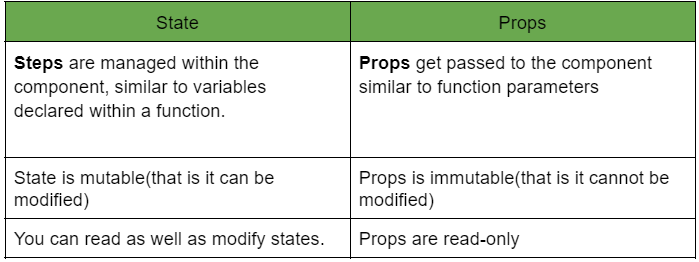 State
Props
Steps are managed within the
component, similar to variables
declared within a function.
Props get passed to the component
similar to function parameters
State is mutable(that is it can be
modified)
Props is immutable(that is it cannot be
modified)
You can read as well as modify states.
Props are read-only